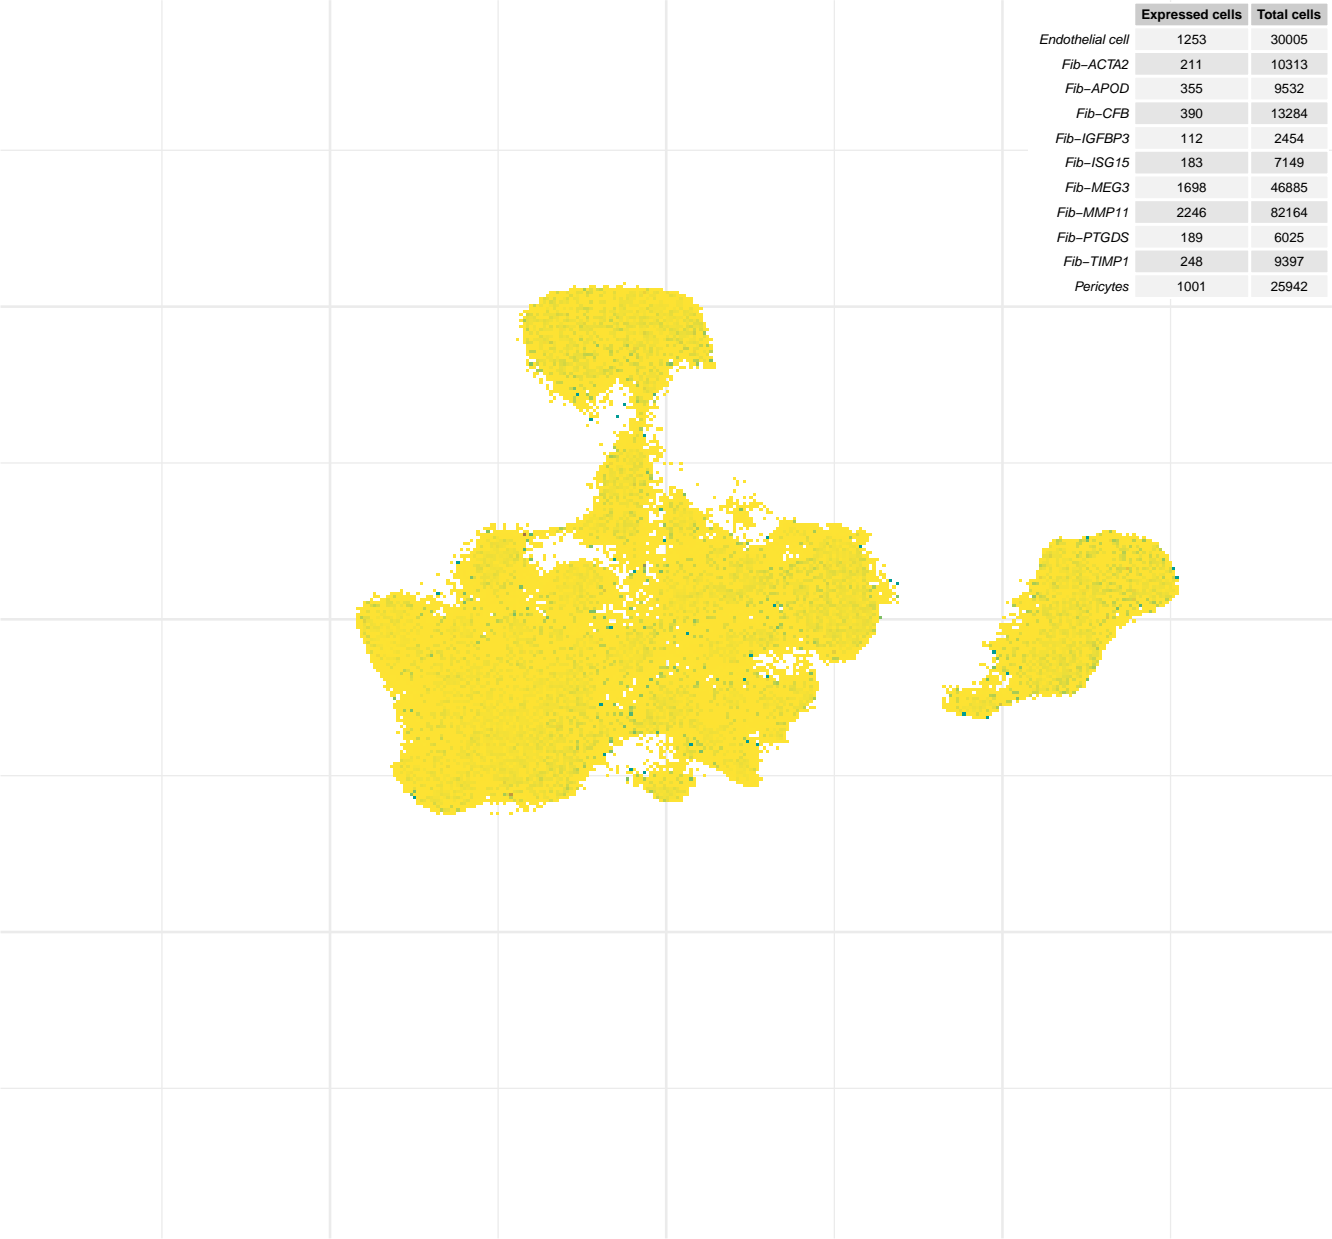 Expressed cells Total cells
Endothelial cell 1253 30005
Fib−ACTA2 211 10313
Fib−APOD 355 9532
Fib−CFB 390 13284
Fib−IGFBP3 112 2454
Fib−ISG15 183 7149
Fib−MEG3 1698 46885
Fib−MMP11 2246 82164
Fib−PTGDS 189 6025
Fib−TIMP1 248 9397
Pericytes 1001 25942